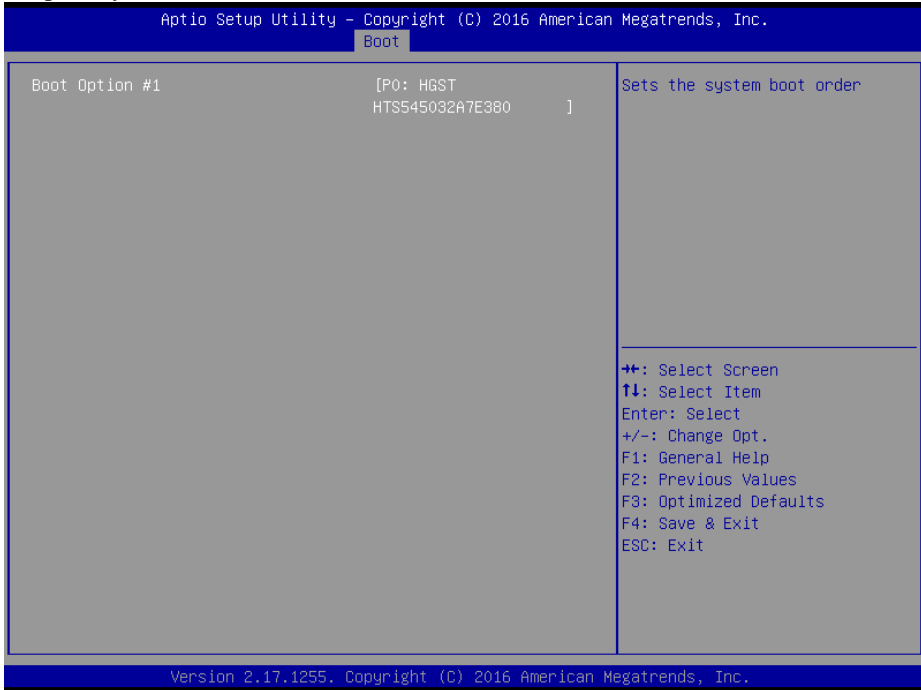 Aptio Setup Utility – Copyright (C) 2016 American Megatrends, Inc.
Boot
Boot Option #1 [P0: HGST
HTS545032A7E380 ]
Sets the system boot order
→←: Select Screen
↑↓: Select Item
Enter: Select
+/-: Change Opt.
F1: General Help
F2: Previous Values
F3: Optimized Defaults
F4: Save & Exit
ESC: Exit
Version 2.17.1255. Copyright (C) 2016 American Megatrends, Inc.